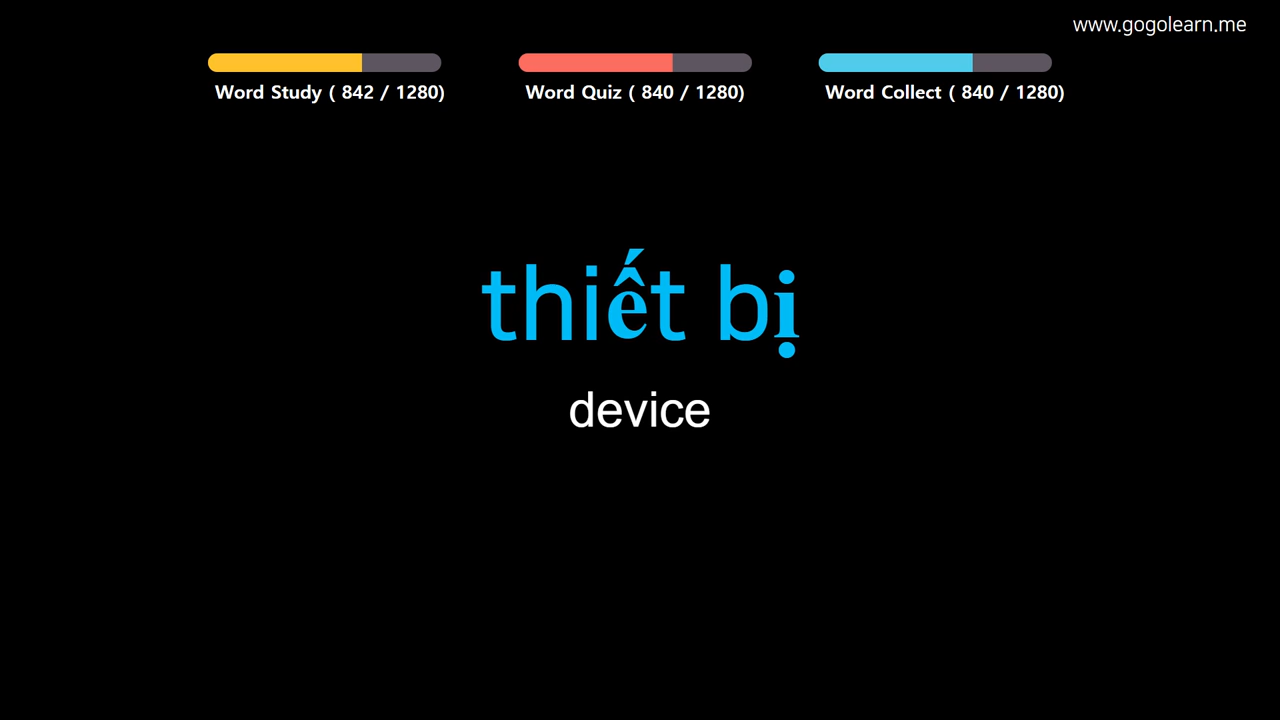 www.gogolearn.me
Word Study ( 842 / 1280)
Word Quiz ( 840 / 1280)
Word Collect ( 840 / 1280)
thiết bị
device